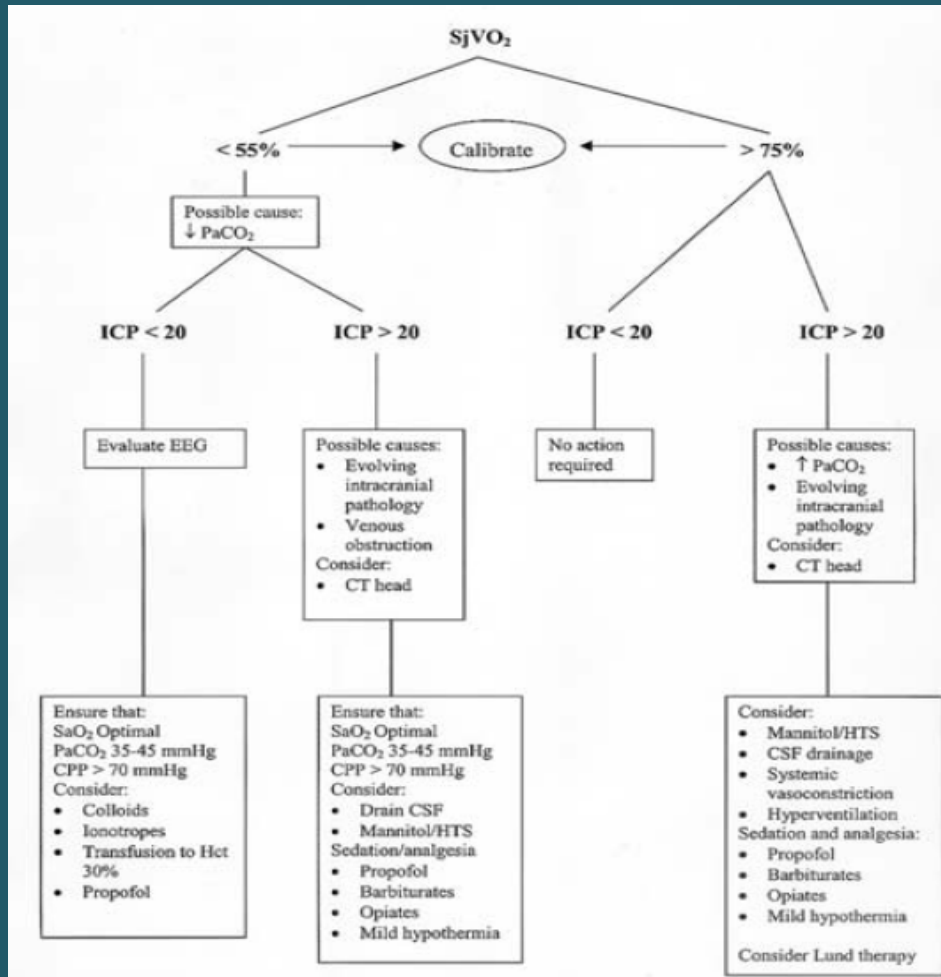 SjVO₂
< 55%
Calibrate
> 75%
Possible cause:
↓ PaCO₂
ICP < 20
ICP > 20
ICP < 20
ICP > 20
Evaluate EEG
Possible causes:
• Evolving
intracranial
pathology
• Venous
obstruction
Consider:
• CT head
No action
required
Possible causes:
• ↑ PaCO₂
• Evolving
intracranial
pathology
Consider:
• CT head
Ensure that:
SaO₂ Optimal
PaCO₂ 35-45 mmHg
CPP > 70 mmHg
Consider:
• Colloids
• Ionotropes
• Transfusion to Hct
30%
• Propofol
Ensure that:
SaO₂ Optimal
PaCO₂ 35-45 mmHg
CPP > 70 mmHg
Consider:
• Drain CSF
• Mannitol/HTS
Sedation/analgesia
• Propofol
• Barbiturates
• Opiates
• Mild hypothermia
Consider:
• Mannitol/HTS
• CSF drainage
• Systemic
vasoconstriction
• Hyperventilation
Sedation and analgesia:
• Propofol
• Barbiturates
• Opiates
• Mild hypothermia
Consider Lund therapy